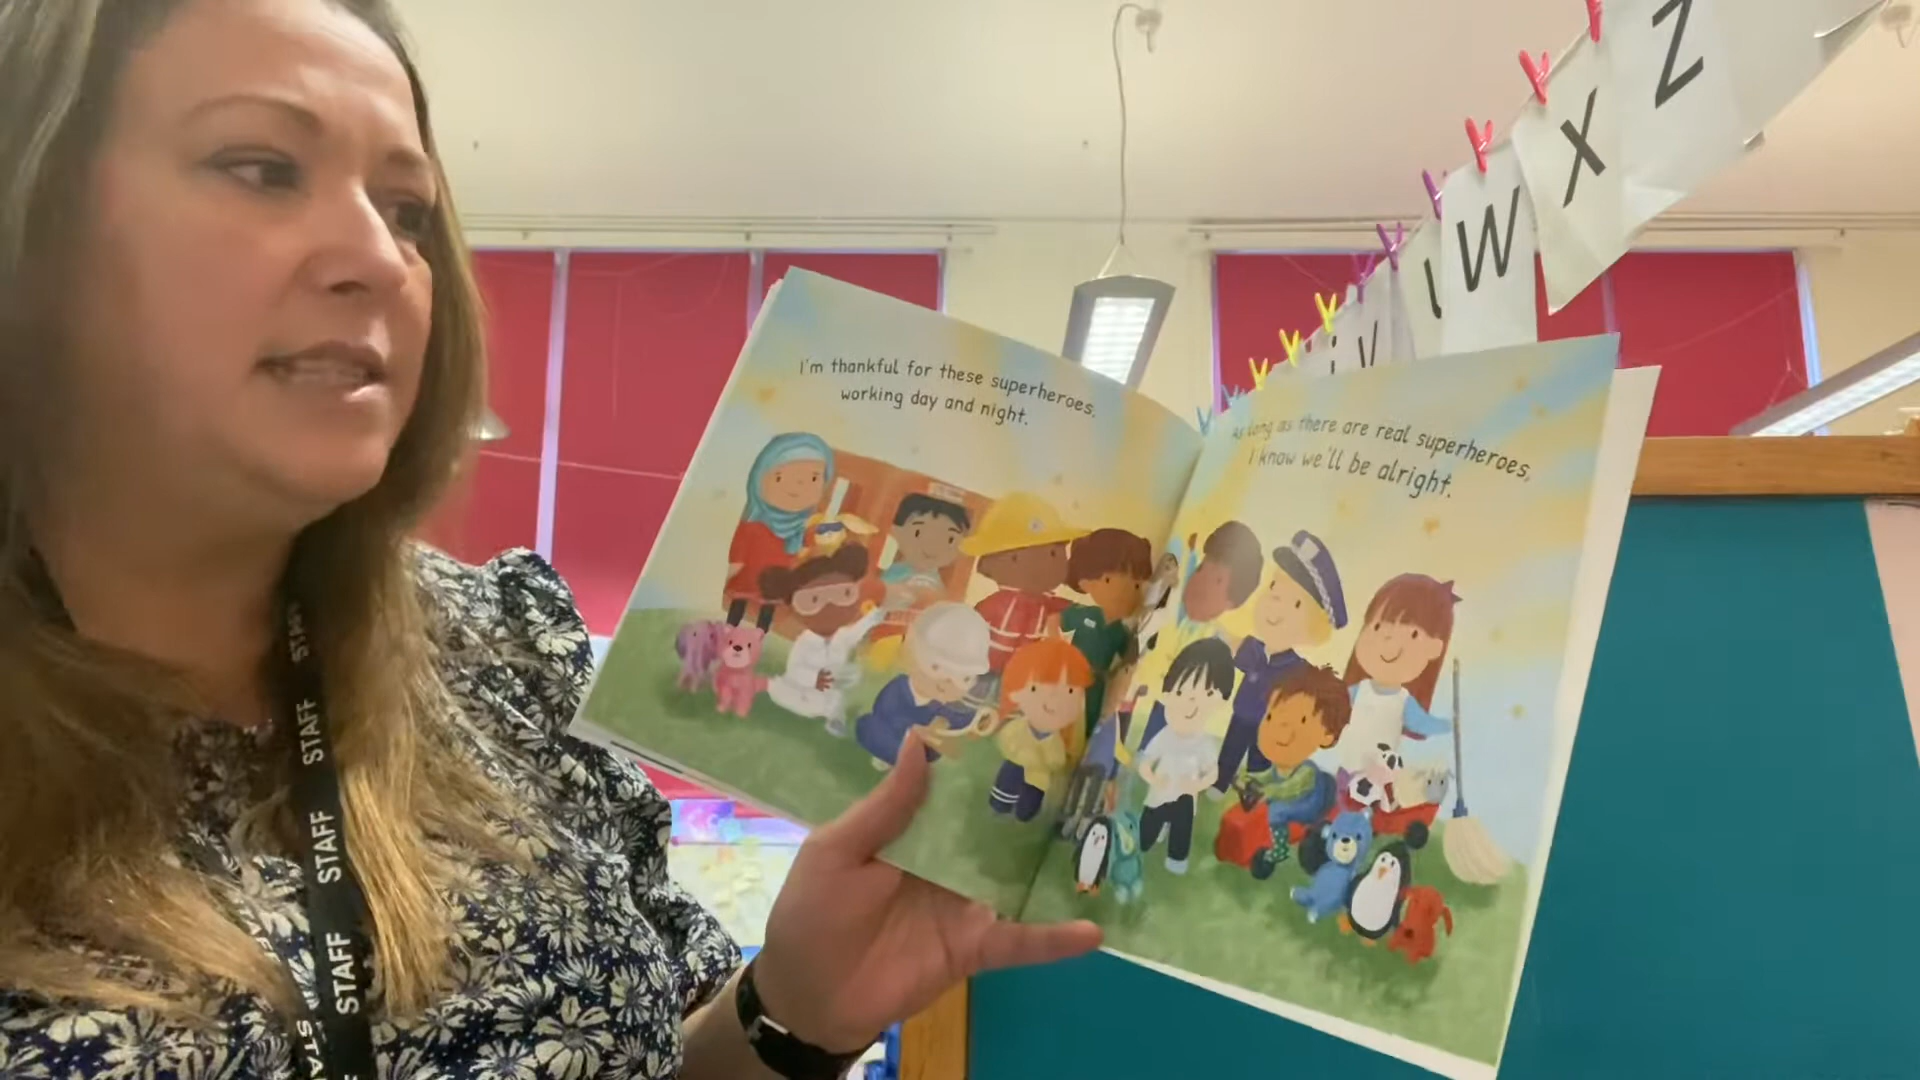 I'm thankful for these superheroes,
working day and night.
As long as there are real superheroes,
I know we'll be alright.
Z
X
W
V
STAFF
STAFF
STAFF
STAFF